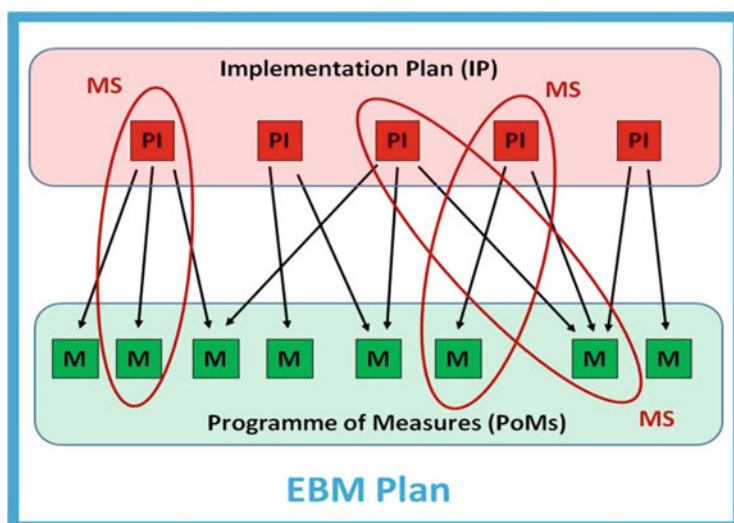 Implementation Plan (IP)
MS
MS
PI PI PI PI PI
M M M M M M M M
Programme of Measures (PoMs)
MS
EBM Plan